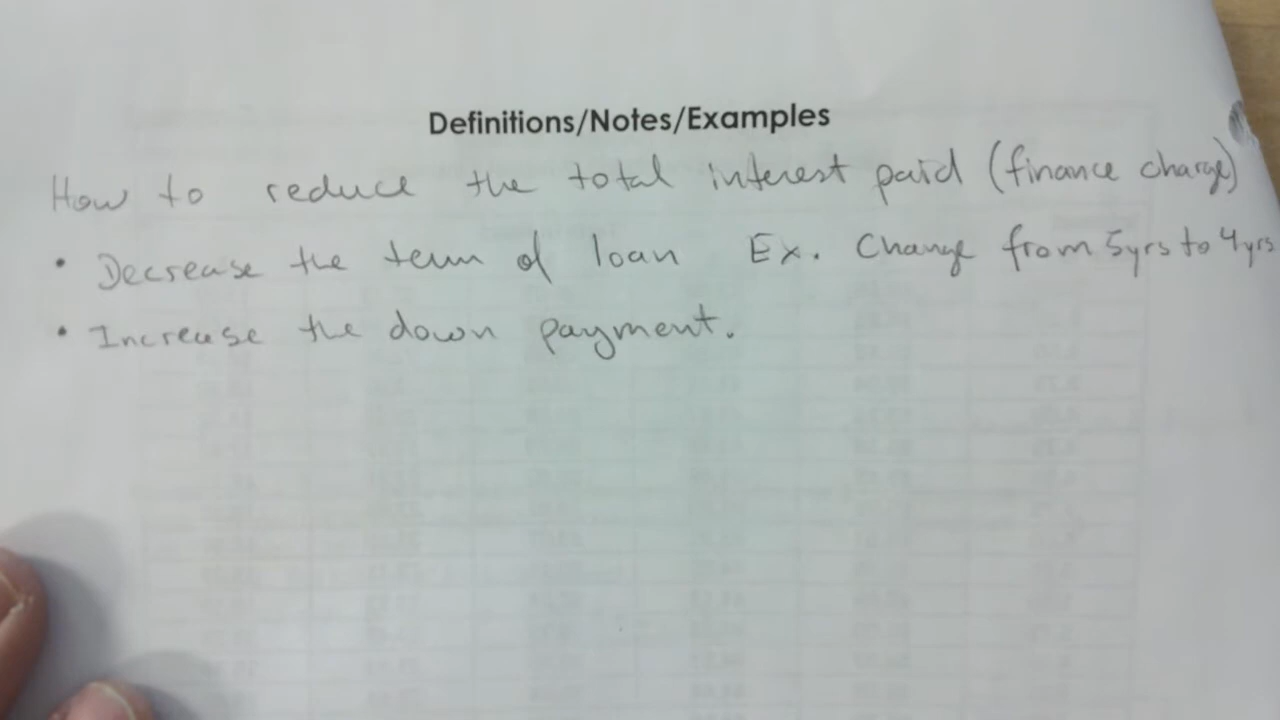 Definitions/Notes/Examples
How to reduce the total interest paid (finance charge)
• Decrease the term of loan Ex. Change from 5yrs to 4yrs
• Increase the down payment.